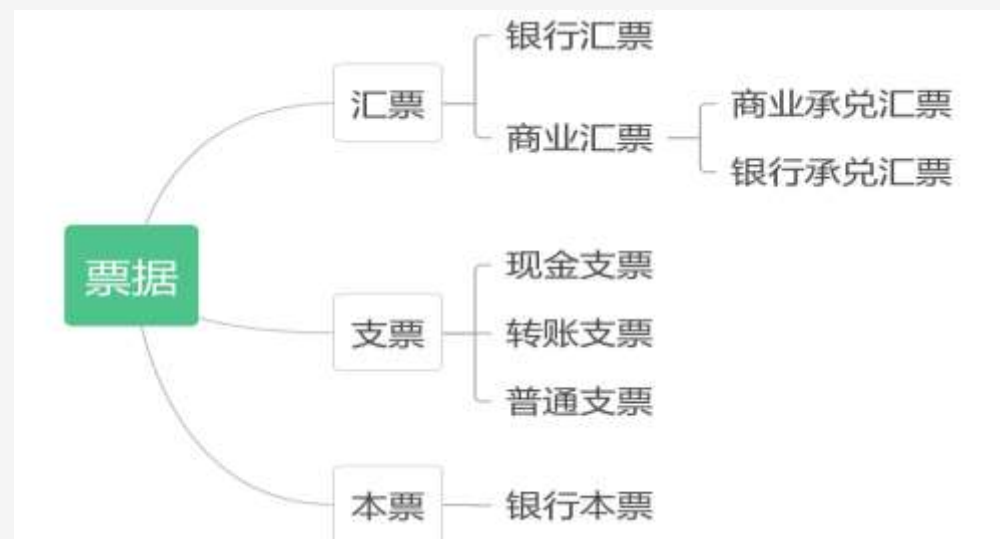 银行汇票
汇票
商业承兑汇票
商业汇票
银行承兑汇票
票据
现金支票
支票
转账支票
普通支票
本票
银行本票